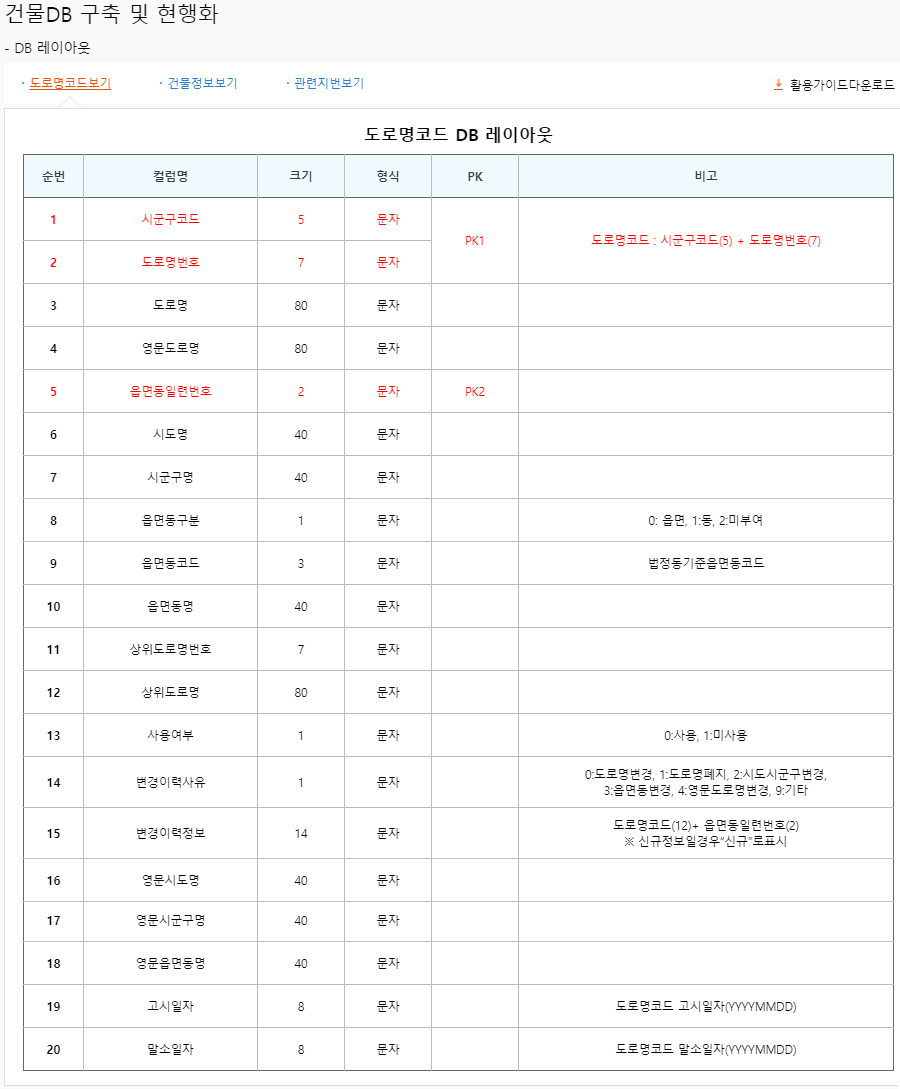 건물DB 구축 및 현행화
- DB 레이아웃
· 도로명코드보기 · 건물정보보기 · 관련지번보기 활용가이드다운로드
도로명코드 DB 레이아웃
순번 컬럼명 크기 형식 PK 비고
1 시군구코드 5 문자 PK1 도로명코드 : 시군구코드(5) + 도로명번호(7)
2 도로명번호 7 문자
3 도로명 80 문자
4 영문도로명 80 문자
5 읍면동일련번호 2 문자 PK2
6 시도명 40 문자
7 시군구명 40 문자
8 읍면동구분 1 문자 0: 읍면, 1:동, 2:미부여
9 읍면동코드 3 문자 법정동기준읍면동코드
10 읍면동명 40 문자
11 상위도로명번호 7 문자
12 상위도로명 80 문자
13 사용여부 1 문자 0:사용, 1:미사용
14 변경이력사유 1 문자 0:도로명변경, 1:도로명폐지, 2:시도시군구변경,
3:읍면동변경, 4:영문도로명변경, 9:기타
15 변경이력정보 14 문자 도로명코드(12)+ 읍면동일련번호(2)
※ 신규정보일경우"신규"로표시
16 영문시도명 40 문자
17 영문시군구명 40 문자
18 영문읍면동명 40 문자
19 고시일자 8 문자 도로명코드 고시일자(YYYYMMDD)
20 말소일자 8 문자 도로명코드 말소일자(YYYYMMDD)